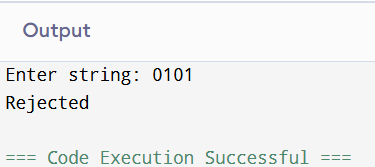 Output
Enter string: 0101
Rejected
=== Code Execution Successful ===